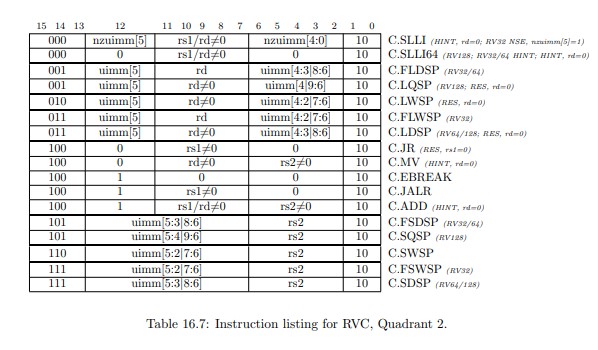 15 14 13 12 11 10 9 8 7 6 5 4 3 2 1 0
000 nzuimm[5] rs1/rd≠0 nzuimm[4:0] 10 C.SLLI (HINT, rd=0; RV32 NSE, nzuimm[5]=1)
000 0 rs1/rd≠0 0 10 C.SLLI64 (RV128; RV32/64 HINT; HINT, rd=0)
001 uimm[5] rd uimm[4:3|8:6] 10 C.FLDSP (RV32/64)
001 uimm[5] rd≠0 uimm[4|9:6] 10 C.LQSP (RV128; RES, rd=0)
010 uimm[5] rd≠0 uimm[4:2|7:6] 10 C.LWSP (RES, rd=0)
011 uimm[5] rd uimm[4:2|7:6] 10 C.FLWSP (RV32)
011 uimm[5] rd≠0 uimm[4:3|8:6] 10 C.LDSP (RV64/128; RES, rd=0)
100 0 rs1≠0 0 10 C.JR (RES, rs1=0)
100 0 rd≠0 rs2≠0 10 C.MV (HINT, rd=0)
100 1 0 0 10 C.EBREAK
100 1 rs1≠0 0 10 C.JALR
100 1 rs1/rd≠0 rs2≠0 10 C.ADD (HINT, rd=0)
101 uimm[5:3|8:6] rs2 10 C.FSDSP (RV32/64)
101 uimm[5:4|9:6] rs2 10 C.SQSP (RV128)
110 uimm[5:2|7:6] rs2 10 C.SWSP
111 uimm[5:2|7:6] rs2 10 C.FSWSP (RV32)
111 uimm[5:3|8:6] rs2 10 C.SDSP (RV64/128)
Table 16.7: Instruction listing for RVC, Quadrant 2.